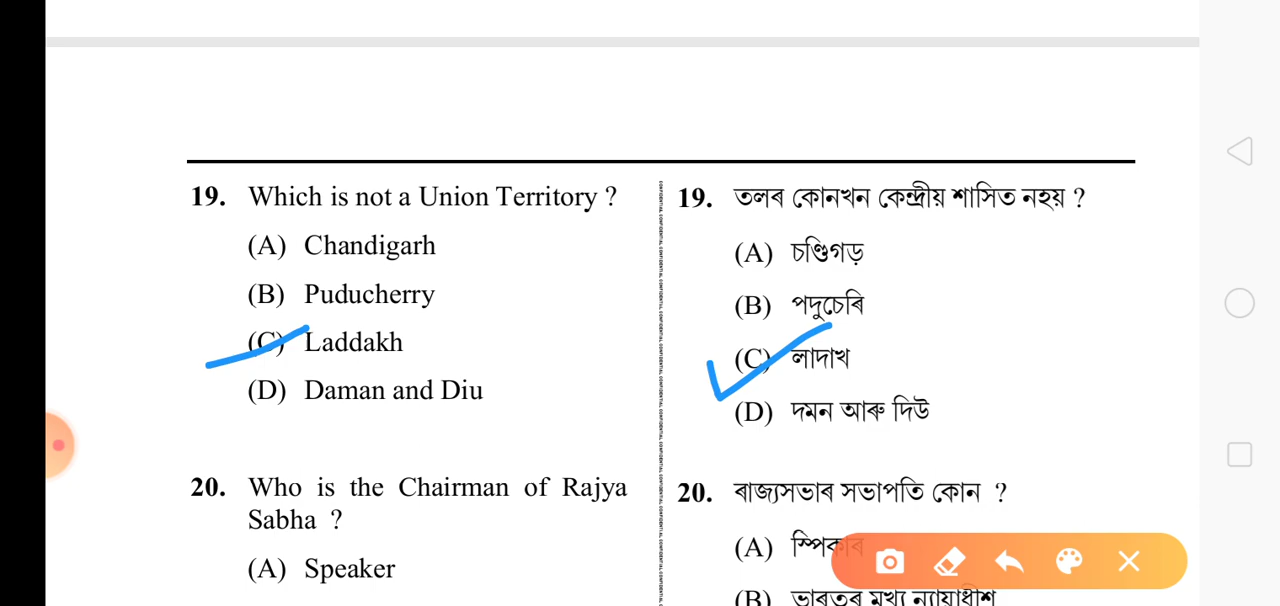 19. Which is not a Union Territory ?
(A) Chandigarh
(B) Puducherry
(C) Laddakh
(D) Daman and Diu
20. Who is the Chairman of Rajya
Sabha ?
(A) Speaker
19. তলৰ কোনখন কেন্দ্ৰীয় শাসিত নহয় ?
(A) চণ্ডিগড়
(B) পদুচেৰি
(C) লাদাখ
(D) দমন আৰু দিউ
20. ৰাজ্যসভাৰ সভাপতি কোন ?
(A) স্পিকাৰ
(B) ভাৰতৰ মুখ্য ন্যায়াধীশ